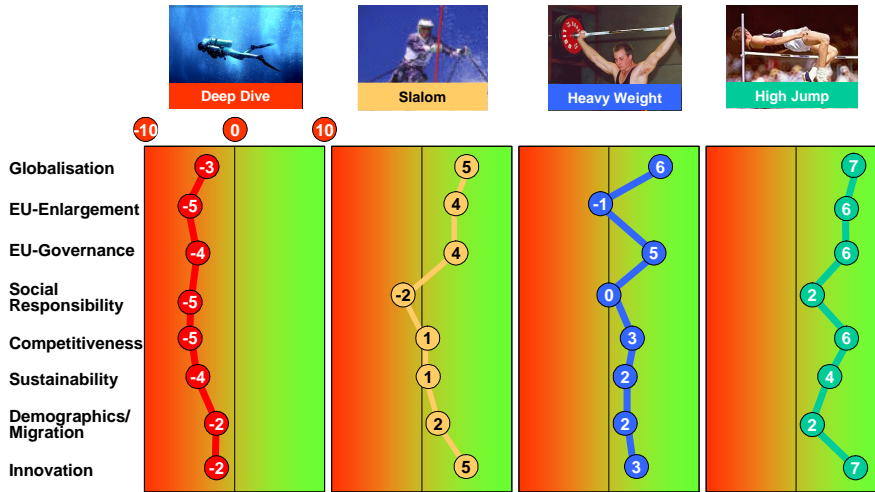 Deep Dive
Slalom
Heavy Weight
High Jump
-10 0 10
Globalisation -3 5 6 7
EU-Enlargement -5 4 -1 6
EU-Governance -4 4 5 6
Social
Responsibility -5 -2 0 2
Competitiveness -5 1 3 6
Sustainability -4 1 2 4
Demographics/
Migration -2 2 2 2
Innovation -2 5 3 7